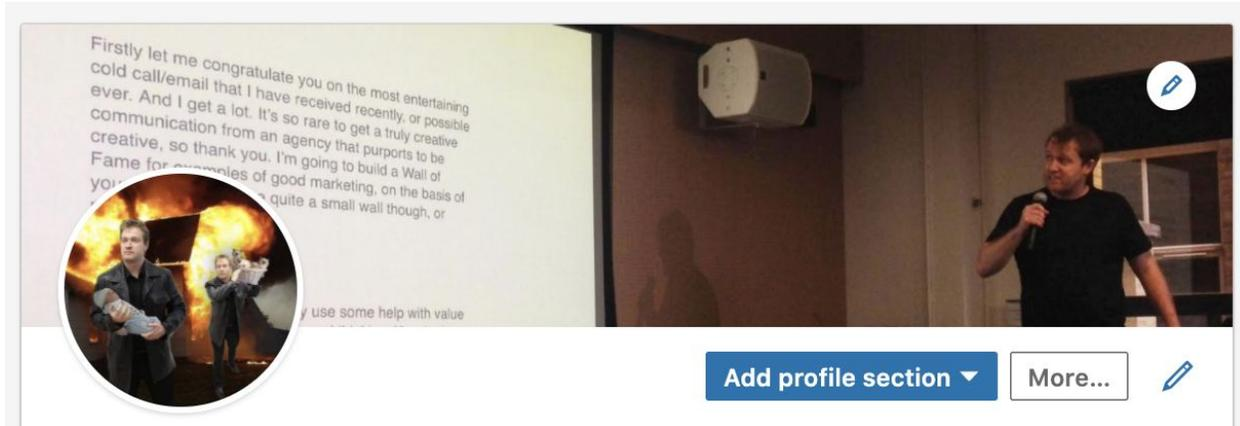 Firstly let me congratulate you on the most entertaining
cold call/email that I have received recently, or possible
ever. And I get a lot. It's so rare to get a truly creative
communication from an agency that purports to be
creative, so thank you. I'm going to build a Wall of
Fame for examples of good marketing, on the basis of
quite a small wall though, or
use some help with value
Add profile section
More...